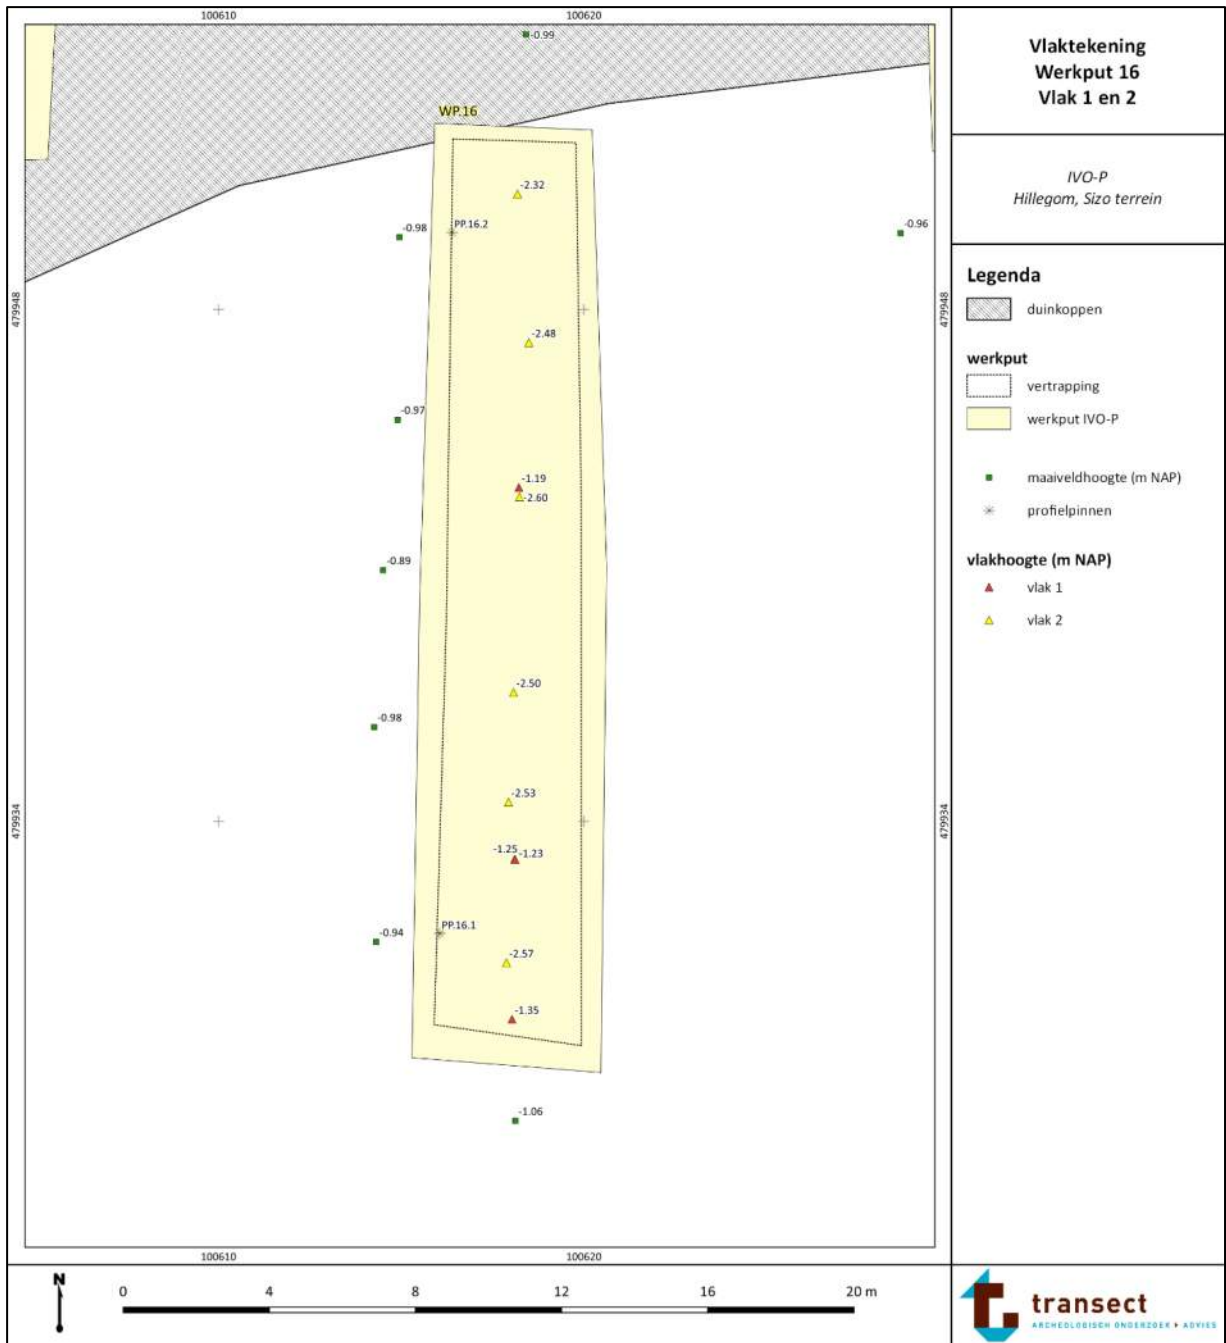 100610
100620
-0.99
WP.16
-2.32
-0.98
PP.16.2
-0.96
479948
479948
-2.48
-0.97
-1.19
-2.60
-0.89
-2.50
-0.98
-2.53
479934
479934
-1.25
-1.23
-0.94
PP.16.1
-2.57
-1.35
-1.06
100610
100620
N
0 4 8 12 16 20 m
Vlaktekening
Werkput 16
Vlak 1 en 2
IVO-P
Hillegom, Sizo terrein
Legenda
duinkoppen
werkput
vertrapping
werkput IVO-P
maaiveldhoogte (m NAP)
profielpinnen
vlakhoogte (m NAP)
vlak 1
vlak 2
transect
ARCHEOLOGISCH ONDERZOEK ▸ ADVIES